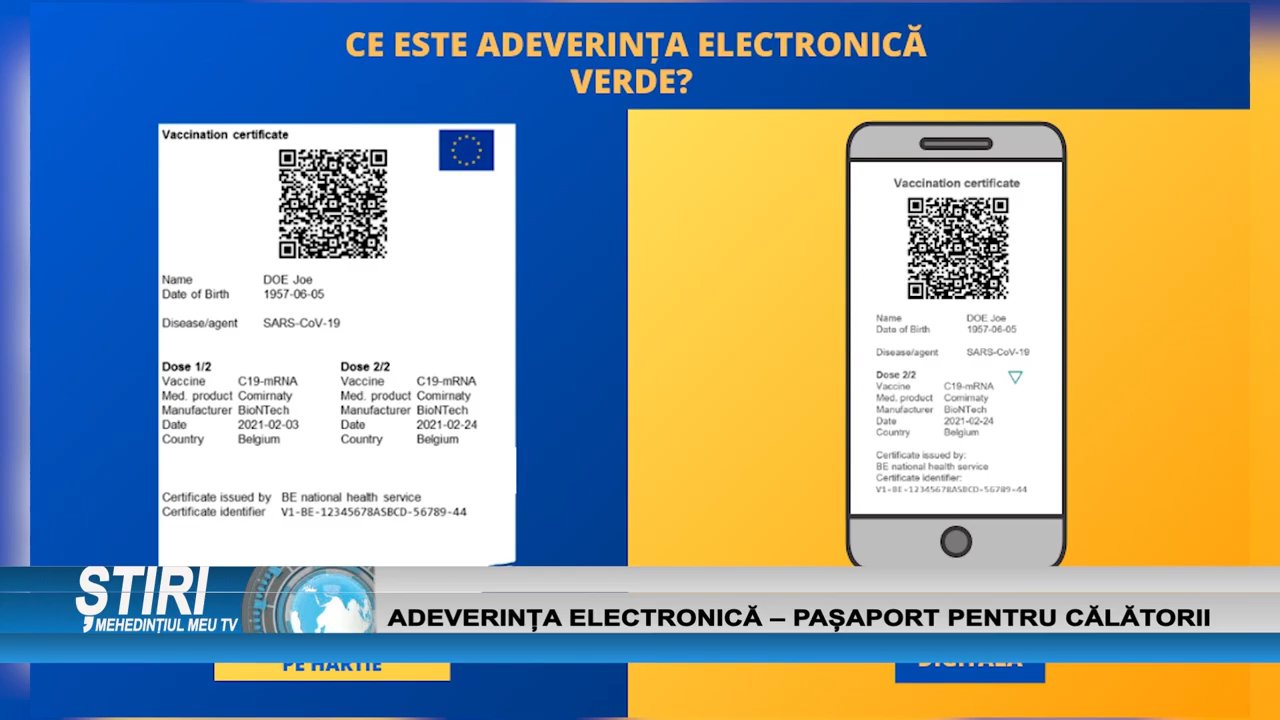 CE ESTE ADEVERINȚA ELECTRONICĂ
VERDE?
Vaccination certificate
Name DOE Joe
Date of Birth 1957-06-05
Disease/agent SARS-CoV-19
Dose 1/2 Dose 2/2
Vaccine C19-mRNA Vaccine C19-mRNA
Med. product Comirnaty Med. product Comirnaty
Manufacturer BioNTech Manufacturer BioNTech
Date 2021-02-03 Date 2021-02-24
Country Belgium Country Belgium
Certificate issued by BE national health service
Certificate identifier V1-BE-12345678ASBCD-56789-44
Vaccination certificate
Name DOE Joe
Date of Birth 1957-06-05
Disease/agent SARS-CoV-19
Dose 2/2
Vaccine C19-mRNA
Med. product Comirnaty
Manufacturer BioNTech
Date 2021-02-24
Country Belgium
Certificate issued by:
BE national health service
Certificate identifier:
V1-BE-12345678ASBCD-56789-44
ȘTIRI
MEHEDINȚIUL MEU TV
ADEVERINȚA ELECTRONICĂ – PAȘAPORT PENTRU CĂLĂTORII
PE HÂRTIE
DIGITALĂ